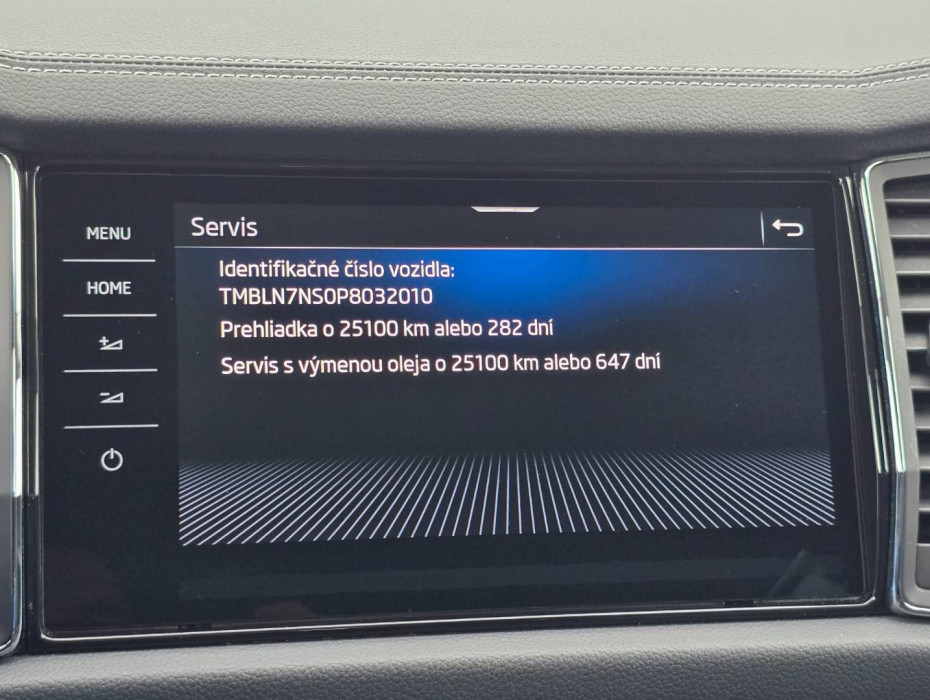 Servis
MENU
HOME
Identifikačné číslo vozidla:
TMBLN7NS0P8032010
Prehliadka o 25100 km alebo 282 dní
Servis s výmenou oleja o 25100 km alebo 647 dní